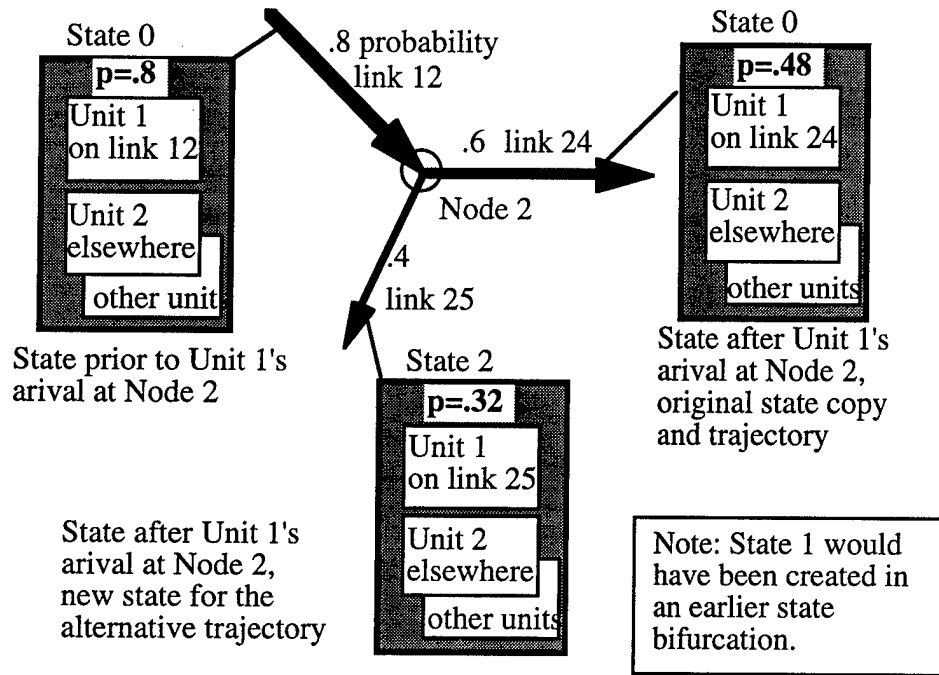 State 0
p=.8
Unit 1
on link 12
Unit 2
elsewhere
other unit
State prior to Unit 1's
arival at Node 2
.8 probability
link 12
.6 link 24
Node 2
.4
link 25
State 0
p=.48
Unit 1
on link 24
Unit 2
elsewhere
other units
State after Unit 1's
arival at Node 2,
original state copy
and trajectory
State 2
p=.32
Unit 1
on link 25
Unit 2
elsewhere
other units
State after Unit 1's
arival at Node 2,
new state for the
alternative trajectory
Note: State 1 would
have been created in
an earlier state
bifurcation.